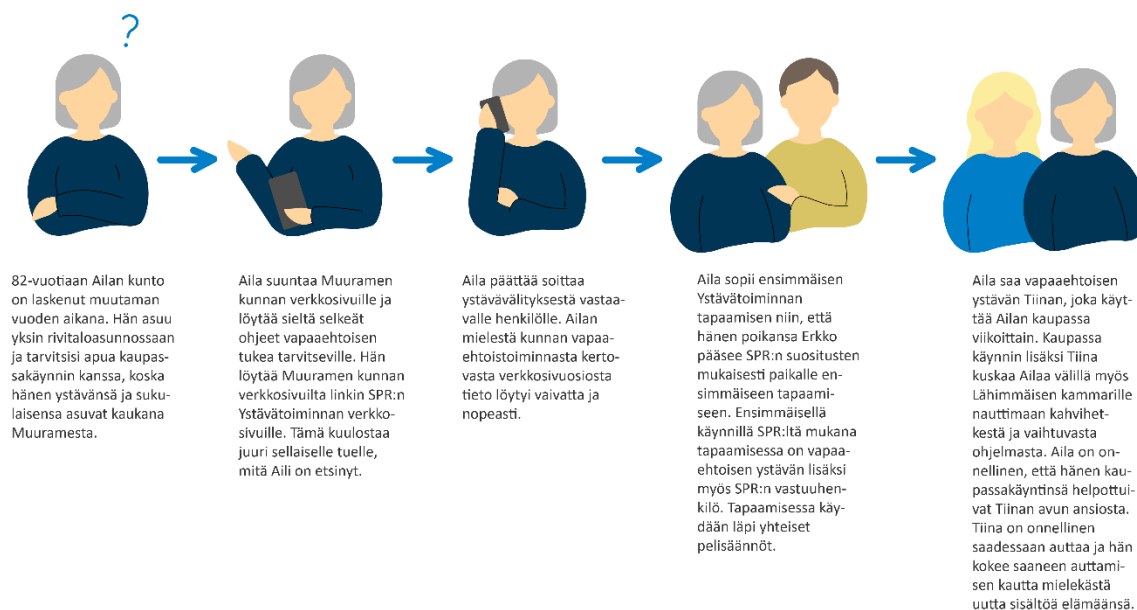 ?
82-vuotiaan Ailan kunto
on laskenut muutaman
vuoden aikana. Hän asuu
yksin rivitaloasunnossaan
ja tarvitsisi apua kaupas-
sakäynnin kanssa, koska
hänen ystävänsä ja suku-
laisensa asuvat kaukana
Muuramesta.
Aila suuntaa Muuramen
kunnan verkkosivuille ja
löytää sieltä selkeät
ohjeet vapaaehtoisen
tukea tarvitseville. Hän
löytää Muuramen kunnan
verkkosivuilta linkin SPR:n
Ystävätoiminnan verkko-
sivuille. Tämä kuulostaa
juuri sellaiselle tuelle,
mitä Aili on etsinyt.
Aila päättää soittaa
ystävävälityksestä vastaa-
valle henkilölle. Ailan
mielestä kunnan vapaa-
ehtoistoiminnasta kerto-
vasta verkkosivuosiosta
tieto löytyi vaivatta ja
nopeasti.
Aila sopii ensimmäisen
Ystävätoiminnan
tapaamisen niin, että
hänen poikansa Erkko
pääsee SPR:n suositusten
mukaisesti paikalle en-
simmäiseen tapaami-
seen. Ensimmäisellä
käynnillä SPR:ltä mukana
tapaamisessa on vapaa-
ehtoisen ystävän lisäksi
myös SPR:n vastuuhen-
kilö. Tapaamisessa käy-
dään läpi yhteiset
pelisäännöt.
Aila saa vapaaehtoisen
ystävän Tiinan, joka käyt-
tää Ailan kaupassa
viikoittain. Kaupassa
käynnin lisäksi Tiina
kuskaa Ailaa välillä myös
Lähimmäisen kammarille
nauttimaan kahvihet-
kestä ja vaihtuvasta
ohjelmasta. Aila on on-
nellinen, että hänen kau-
passakäyntinsä helpottui-
vat Tiinan avun ansiosta.
Tiina on onnellinen
saadessaan auttaa ja hän
kokee saaneen auttami-
sen kautta mielekästä
uutta sisältöä elämäänsä.